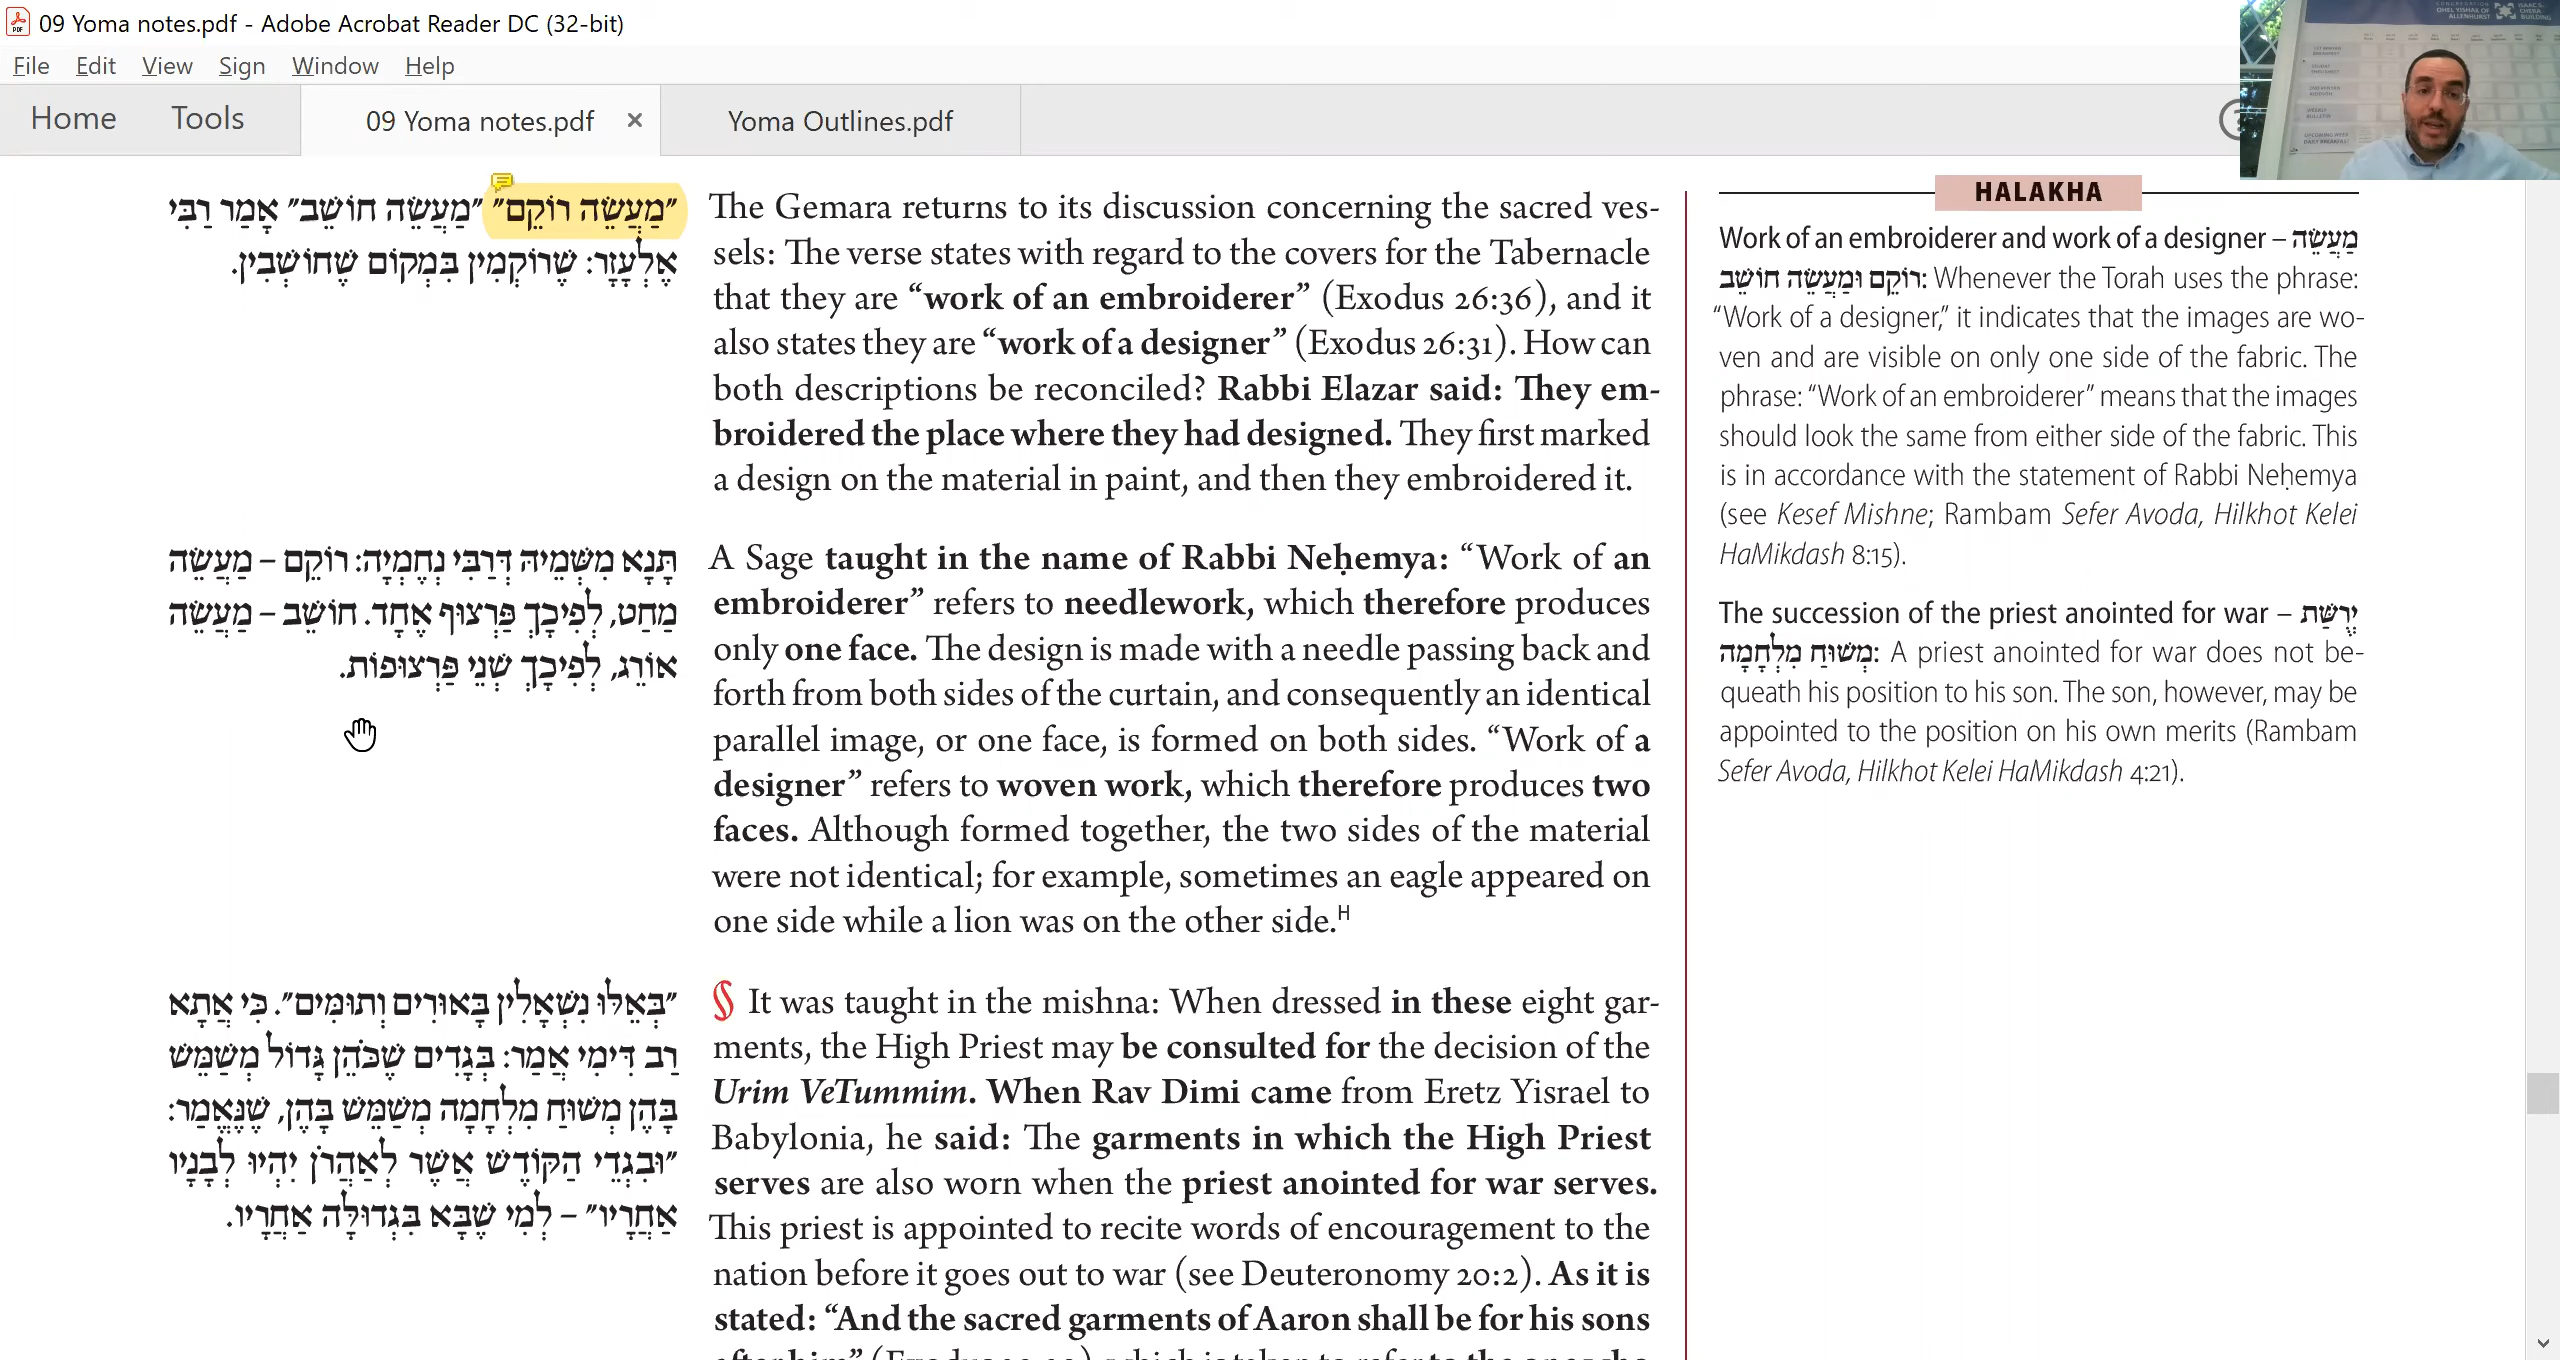 09 Yoma notes.pdf - Adobe Acrobat Reader DC (32-bit)
File Edit View Sign Window Help
Home Tools 09 Yoma notes.pdf × Yoma Outlines.pdf
״מַעֲשֵׂה רוֹקֵם״ ״מַעֲשֵׂה חוֹשֵׁב״ אָמַר רַבִּי
אֶלְעָזָר: שֶׁרוֹקְמִין בִּמְקוֹם שֶׁחוֹשְׁבִין.
The Gemara returns to its discussion concerning the sacred ves-
sels: The verse states with regard to the covers for the Tabernacle
that they are “work of an embroiderer” (Exodus 26:36), and it
also states they are “work of a designer” (Exodus 26:31). How can
both descriptions be reconciled? Rabbi Elazar said: They em-
broidered the place where they had designed. They first marked
a design on the material in paint, and then they embroidered it.
תָּנָא מִשְּׁמֵיהּ דְּרַבִּי נְחֶמְיָה: רוֹקֵם – מַעֲשֵׂה
מַחַט, לְפִיכָךְ פַּרְצוּף אֶחָד. חוֹשֵׁב – מַעֲשֵׂה
אוֹרֵג, לְפִיכָךְ שְׁנֵי פַּרְצוּפוֹת.
A Sage taught in the name of Rabbi Neḥemya: “Work of an
embroiderer” refers to needlework, which therefore produces
only one face. The design is made with a needle passing back and
forth from both sides of the curtain, and consequently an identical
parallel image, or one face, is formed on both sides. “Work of a
designer” refers to woven work, which therefore produces two
faces. Although formed together, the two sides of the material
were not identical; for example, sometimes an eagle appeared on
one side while a lion was on the other side.H
״בְּאֵלּוּ נִשְׁאָלִין בָּאוּרִים וְתוּמִּים״. כִּי אֲתָא
רַב דִּימִי אֲמַר: בְּגָדִים שֶׁכֹּהֵן גָּדוֹל מְשַׁמֵּשׁ
בָּהֶן מְשׁוּחַ מִלְחָמָה מְשַׁמֵּשׁ בָּהֶן, שֶׁנֶּאֱמַר:
״וּבִגְדֵי הַקּוֹדֶשׁ אֲשֶׁר לְאַהֲרֹן יִהְיוּ לְבָנָיו
אַחֲרָיו״ – לְמִי שֶׁבָּא בִּגְדוּלָּה אַחֲרָיו.
§ It was taught in the mishna: When dressed in these eight gar-
ments, the High Priest may be consulted for the decision of the
Urim VeTummim. When Rav Dimi came from Eretz Yisrael to
Babylonia, he said: The garments in which the High Priest
serves are also worn when the priest anointed for war serves.
This priest is appointed to recite words of encouragement to the
nation before it goes out to war (see Deuteronomy 20:2). As it is
stated: “And the sacred garments of Aaron shall be for his sons
HALAKHA
Work of an embroiderer and work of a designer – מַעֲשֵׂה
רוֹקֵם וּמַעֲשֵׂה חוֹשֵׁב: Whenever the Torah uses the phrase:
“Work of a designer,” it indicates that the images are wo-
ven and are visible on only one side of the fabric. The
phrase: “Work of an embroiderer” means that the images
should look the same from either side of the fabric. This
is in accordance with the statement of Rabbi Neḥemya
(see Kesef Mishne; Rambam Sefer Avoda, Hilkhot Kelei
HaMikdash 8:15).
The succession of the priest anointed for war – יְרֻשַּׁת
מְשׁוּחַ מִלְחָמָה: A priest anointed for war does not be-
queath his position to his son. The son, however, may be
appointed to the position on his own merits (Rambam
Sefer Avoda, Hilkhot Kelei HaMikdash 4:21).